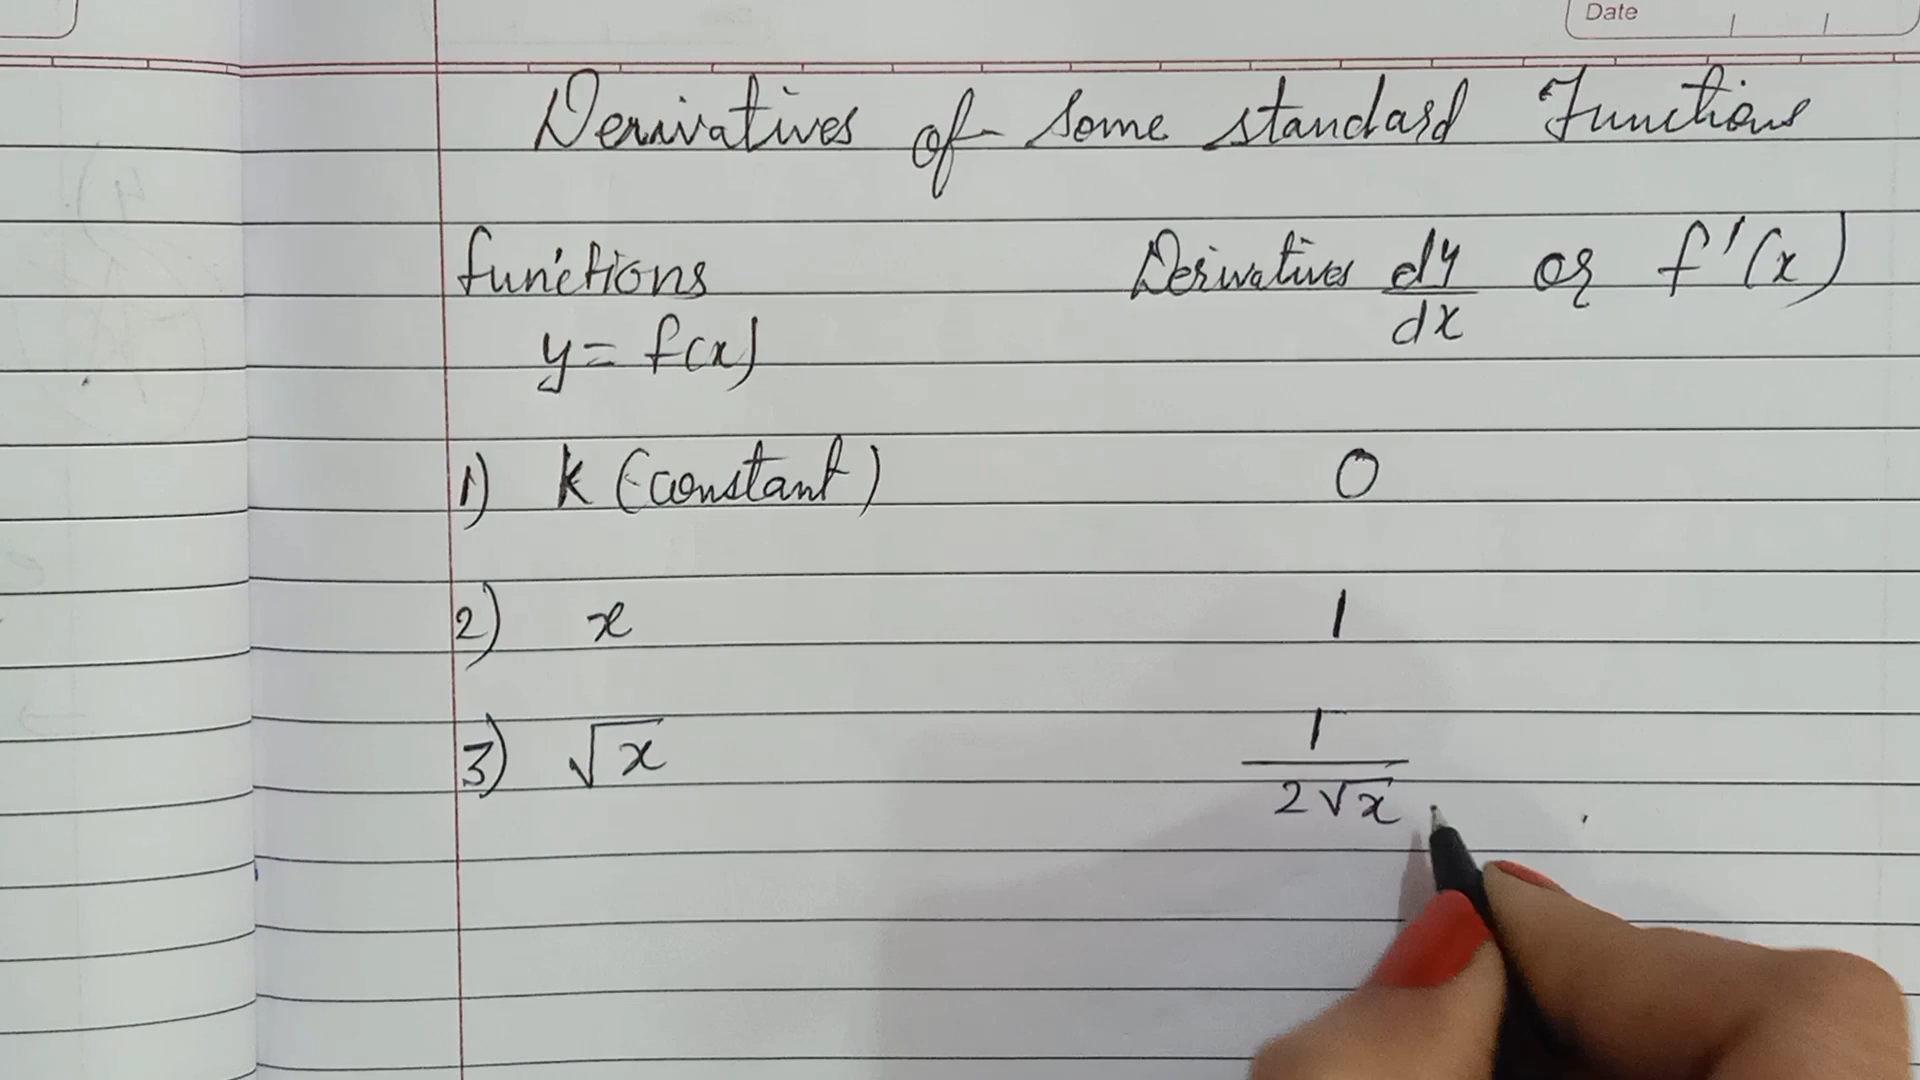 Date
Derivatives of some standard Functions
functions Derivatives dy/dx or f'(x)
y = f(x)
1) k (constant) 0
2) x 1
3) √x 1/2√x